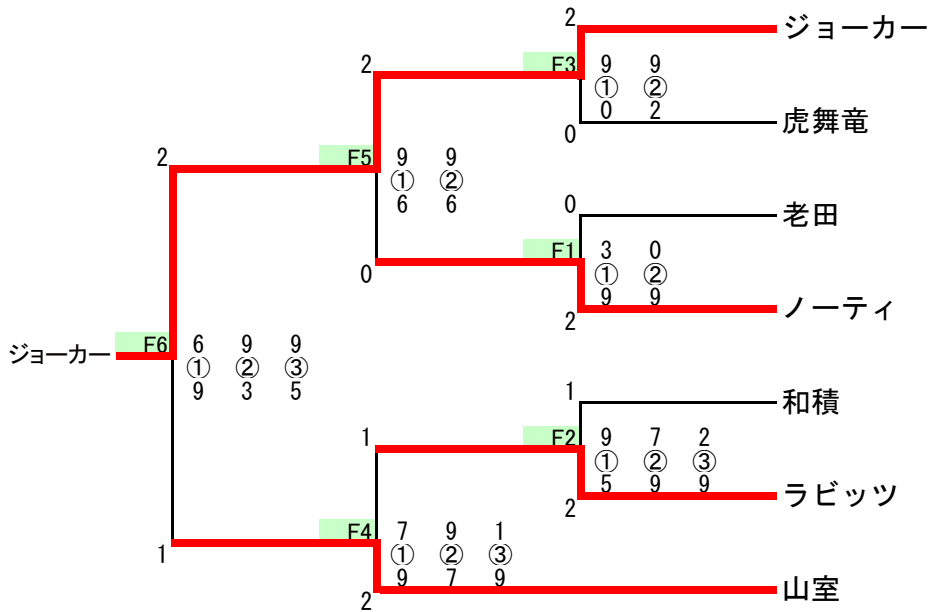 2 ジョーカー
2 F3 9 9
① ②
0 2
0 虎舞竜
2 F5 9 9
① ②
6 6
0 老田
F1 3 0
0 ① ②
9 9
2 ノーティ
ジョーカー F6 6 9 9
① ② ③
9 3 5
1 和積
1 F2 9 7 2
① ② ③
5 9 9
2 ラビッツ
1 F4 7 9 1
① ② ③
9 7 9
2 山室